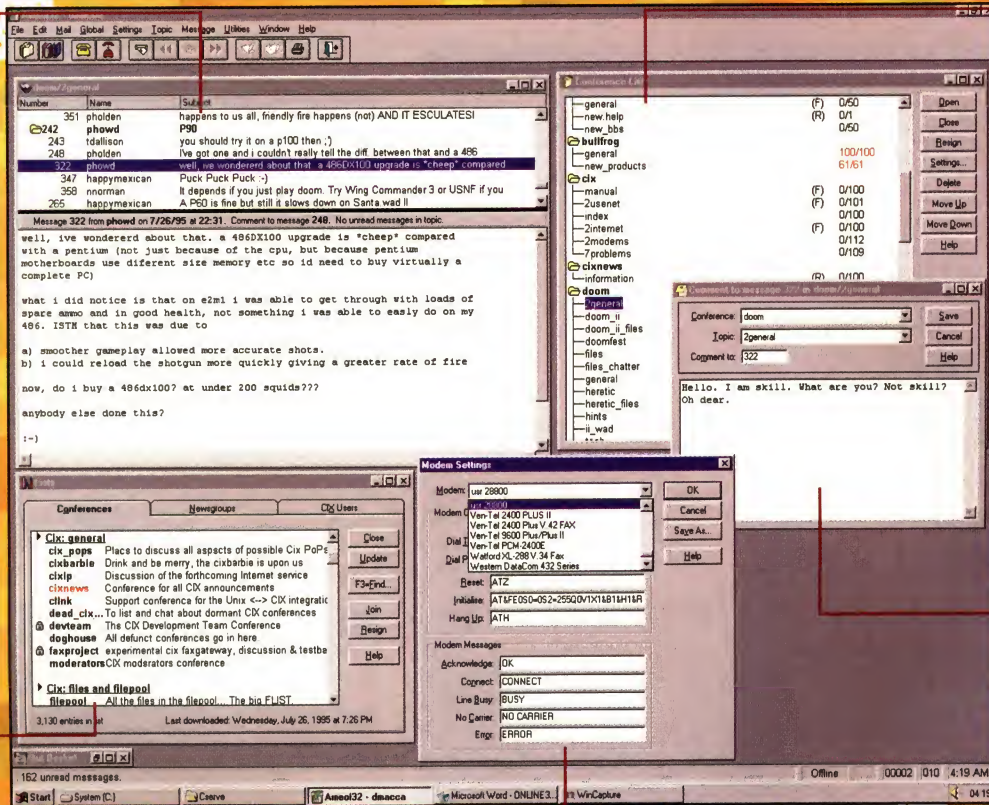 File Edit Mail Global Settings Topic Message Utilities Window Help
doom/2general
Number Name Subject
351 pholden happens to us all, friendly fire happens (not) AND IT ESCULATES!
242 phowd P90
243 tdallison you should try it on a p100 then ;')
248 pholden Ive got one and i couldn't really tell the diff. between that and a 486
322 phowd well, ive wondererd about that. a 486DX100 upgrade is *cheep* compared
347 happymexican Puck Puck Puck :-)
358 nnorman It depends if you just play doom. Try Wing Commander 3 or USNF if you
265 happymexican A P60 is fine but still it slows down on Santa wad II
Message 322 from phowd on 7/26/95 at 22:31. Comment to message 248. No unread messages in topic.
well, ive wondererd about that. a 486DX100 upgrade is *cheep* compared
with a pentium (not just because of the cpu, but because pentium
motherboards use diferent size memory etc so id need to buy virtually a
complete PC)
what i did notice is that on e2m1 i was able to get through with loads of
spare ammo and in good health, not something i was able to easly do on my
486. ISTM that this was due to
a) smoother gameplay allowed more accurate shots.
b) i could reload the shotgun more quickly giving a greater rate of fire
now, do i buy a 486dx100? at under 200 squids???
anybody else done this?
:-)
Conference List
general (F) 0/50
new.help (R) 0/1
new_bbs 0/50
bullfrog
general 100/100
new_products 61/61
cix
manual (F) 0/100
2usenet (F) 0/101
index 0/100
2internet (F) 0/100
2modems 0/112
7problems 0/109
cixnews
information (R) 0/100
doom
2general
doom_ii
doom_ii_files
doomfest
files
files_chatter
general
heretic
heretic_files
hints
ii_wad
Open
Close
Resign
Settings...
Delete
Move Up
Move Down
Help
Comment to message 322 in doom/2general
Conference: doom
Topic: 2general
Comment to: 322
Save
Cancel
Help
Hello. I am skill. What are you? Not skill?
Oh dear.
Lists
Conferences Newsgroups CIX Users
Cix: general
cix_pops Place to discuss all aspscts of possible Cix PoPs
cixbarbie Drink and be merry, the cixbarbie is upon us
cixip Discussion of the forthcoming Internet service
cixnews Conference for all CIX announcements
clink Support conference for the Unix <--> CIX integratic
dead_cix... To list and chat about dormant CIX conferences
devteam The CIX Development Team Conference
doghouse All defunct conferences go in here.
faxproject experimental cix faxgateway, discussion & testbe
moderators CIX moderators conference
Cix: files and filepool
filepool All the files in the filepool... The big FLIST.
Close
Update
F3=Find...
Join
Resign
Help
3,130 entries in list Last downloaded: Wednesday, July 26, 1995 at 7:26 PM
Modem Settings
Modem: usr 28800
usr 28800
Ven-Tel 2400 PLUS II
Ven-Tel 2400 Plus V.42 FAX
Ven-Tel 9600 Plus/Plus II
Ven-Tel PCM-2400E
Watford XL-288 V.34 Fax
Western DataCom 432 Series
Reset: ATZ
Initialise: AT&FE0S0=0S2=255Q0V1X1&B1&H1&R
Hang Up: ATH
Modem Messages
Acknowledge: OK
Connect: CONNECT
Line Busy: BUSY
No Carrier: NO CARRIER
Error: ERROR
OK
Cancel
Save As...
Help
162 unread messages. Offline 00002 010 4:19 AM
Start System (C:) Cserve Ameol32 - dmacca Microsoft Word - ONLINE3... WinCapture 04:19